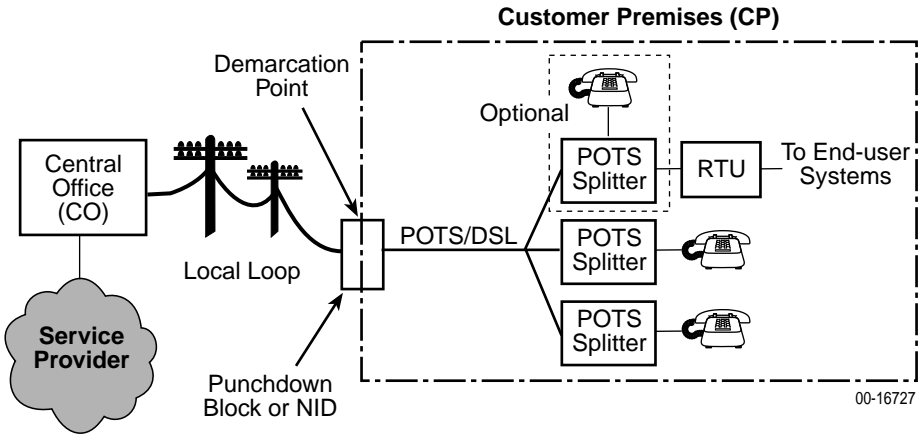 Customer Premises (CP)
Demarcation
Point
Optional
Central
Office
(CO)
POTS
Splitter
RTU
To End-user
Systems
POTS/DSL
POTS
Splitter
Local Loop
Service
Provider
POTS
Splitter
Punchdown
Block or NID
00-16727